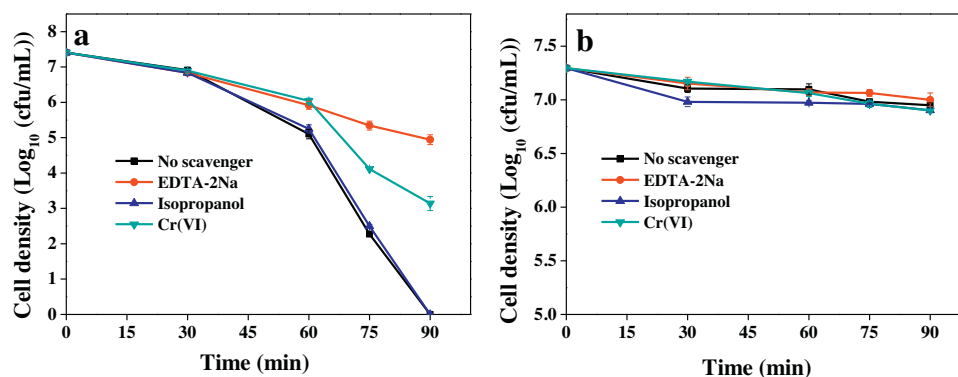 a
8
7
6
5
4
3
2
1
0
Cell density (Log10 (cfu/mL))
No scavenger
EDTA-2Na
Isopropanol
Cr(VI)
0 15 30 45 60 75 90
Time (min)
b
7.5
7.0
6.5
6.0
5.5
5.0
Cell density (Log10 (cfu/mL))
No scavenger
EDTA-2Na
Isopropanol
Cr(VI)
0 15 30 45 60 75 90
Time (min)